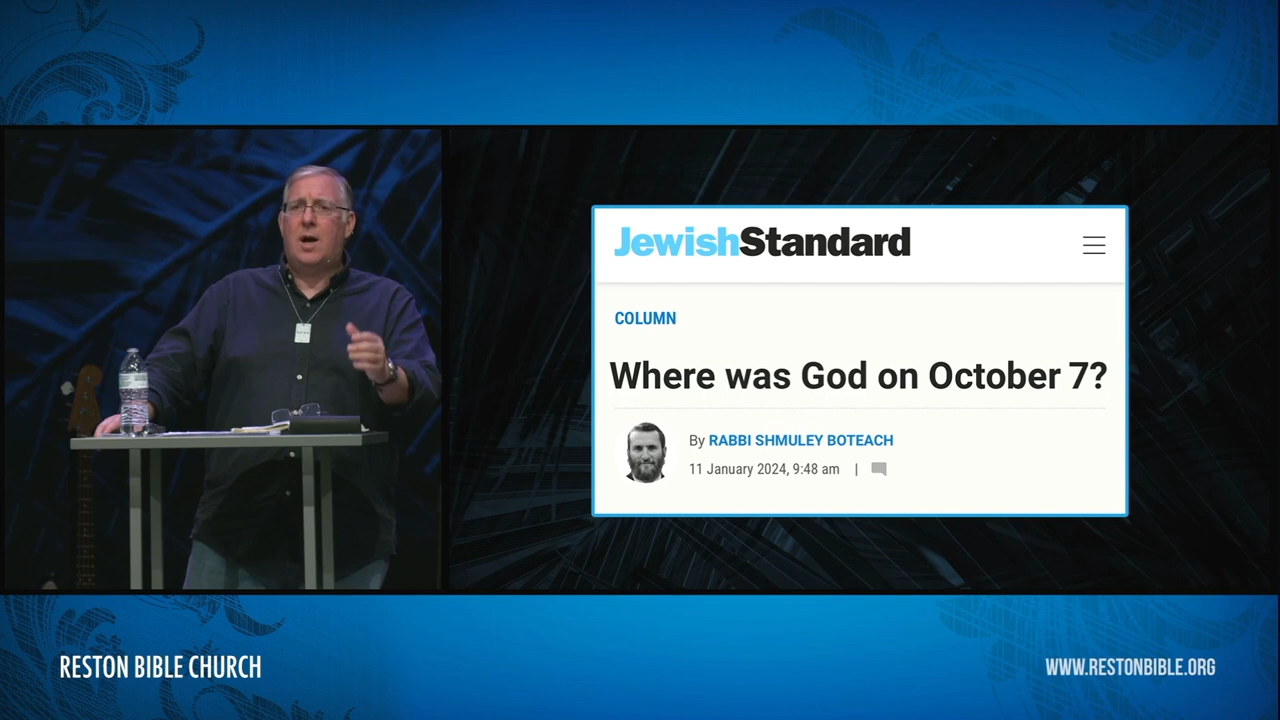 JewishStandard
COLUMN
Where was God on October 7?
By RABBI SHMULEY BOTEACH
11 January 2024, 9:48 am |
RESTON BIBLE CHURCH
WWW.RESTONBIBLE.ORG